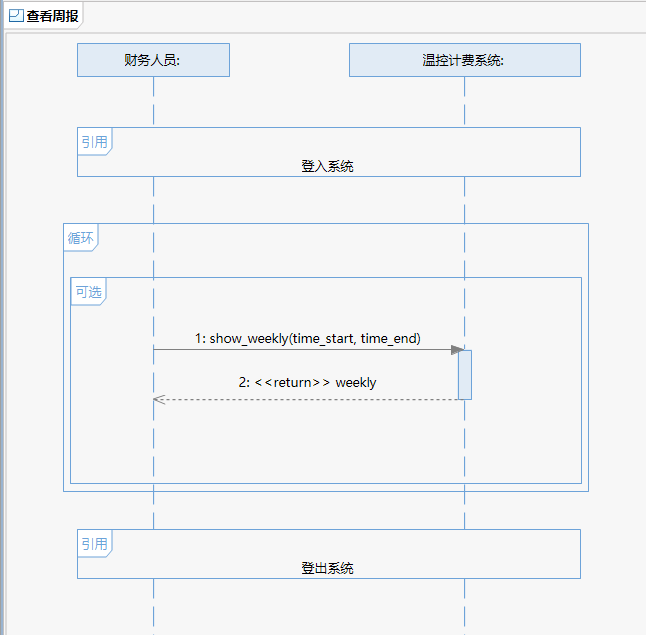 查看周报
财务人员:
温控计费系统:
引用
登入系统
循环
可选
1: show_weekly(time_start, time_end)
2: <<return>> weekly
引用
登出系统